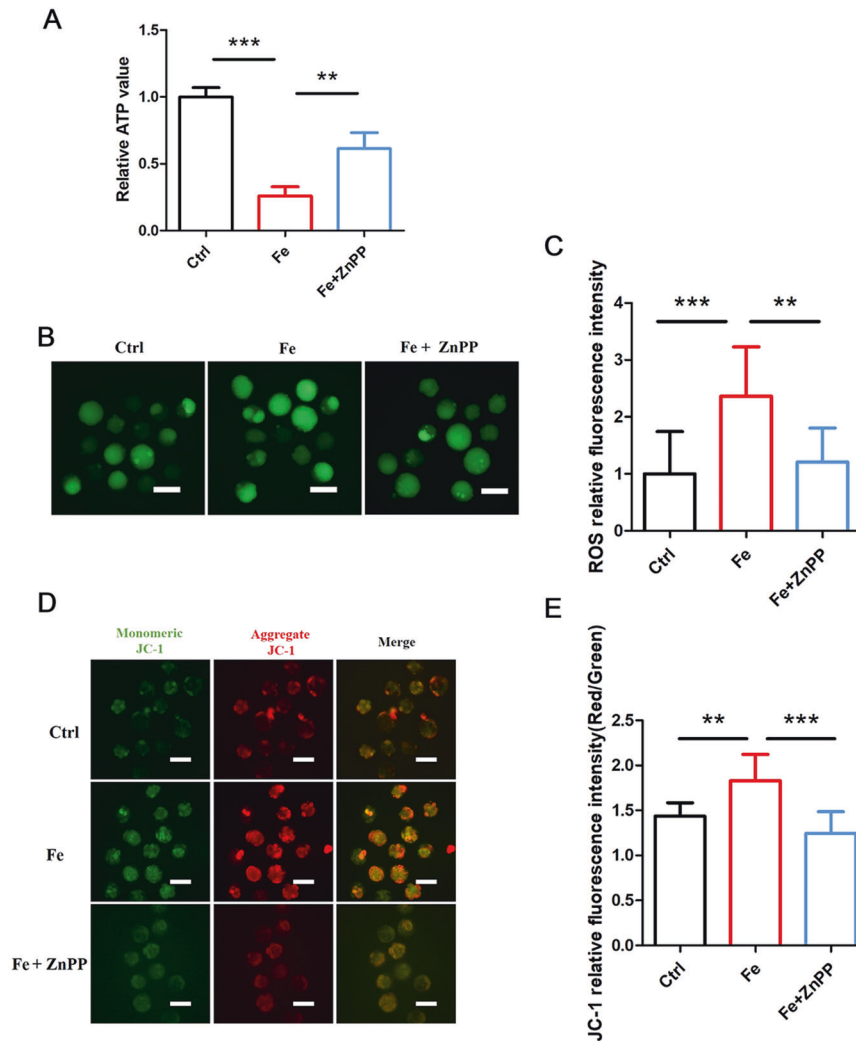 A
Relative ATP value
1.5
1.0
0.5
0.0
***
**
Ctrl
Fe
Fe+ZnPP
B
Ctrl
Fe
Fe + ZnPP
C
ROS relative fluorescence intensity
4
3
2
1
0
***
**
Ctrl
Fe
Fe+ZnPP
D
Monomeric
JC-1
Aggregate
JC-1
Merge
Ctrl
Fe
Fe + ZnPP
E
JC-1 relative fluorescence intensity(Red/Green)
2.5
2.0
1.5
1.0
0.5
0.0
**
***
Ctrl
Fe
Fe+ZnPP